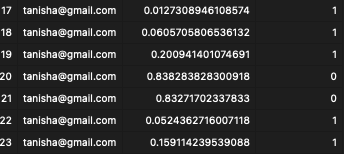 17 tanisha@gmail.com 0.0127308946108574 1
18 tanisha@gmail.com 0.0605705806536132 1
19 tanisha@gmail.com 0.200941401074691 1
20 tanisha@gmail.com 0.838283828300918 0
21 tanisha@gmail.com 0.83271702337833 0
22 tanisha@gmail.com 0.0524362716007118 1
23 tanisha@gmail.com 0.159114239539088 1